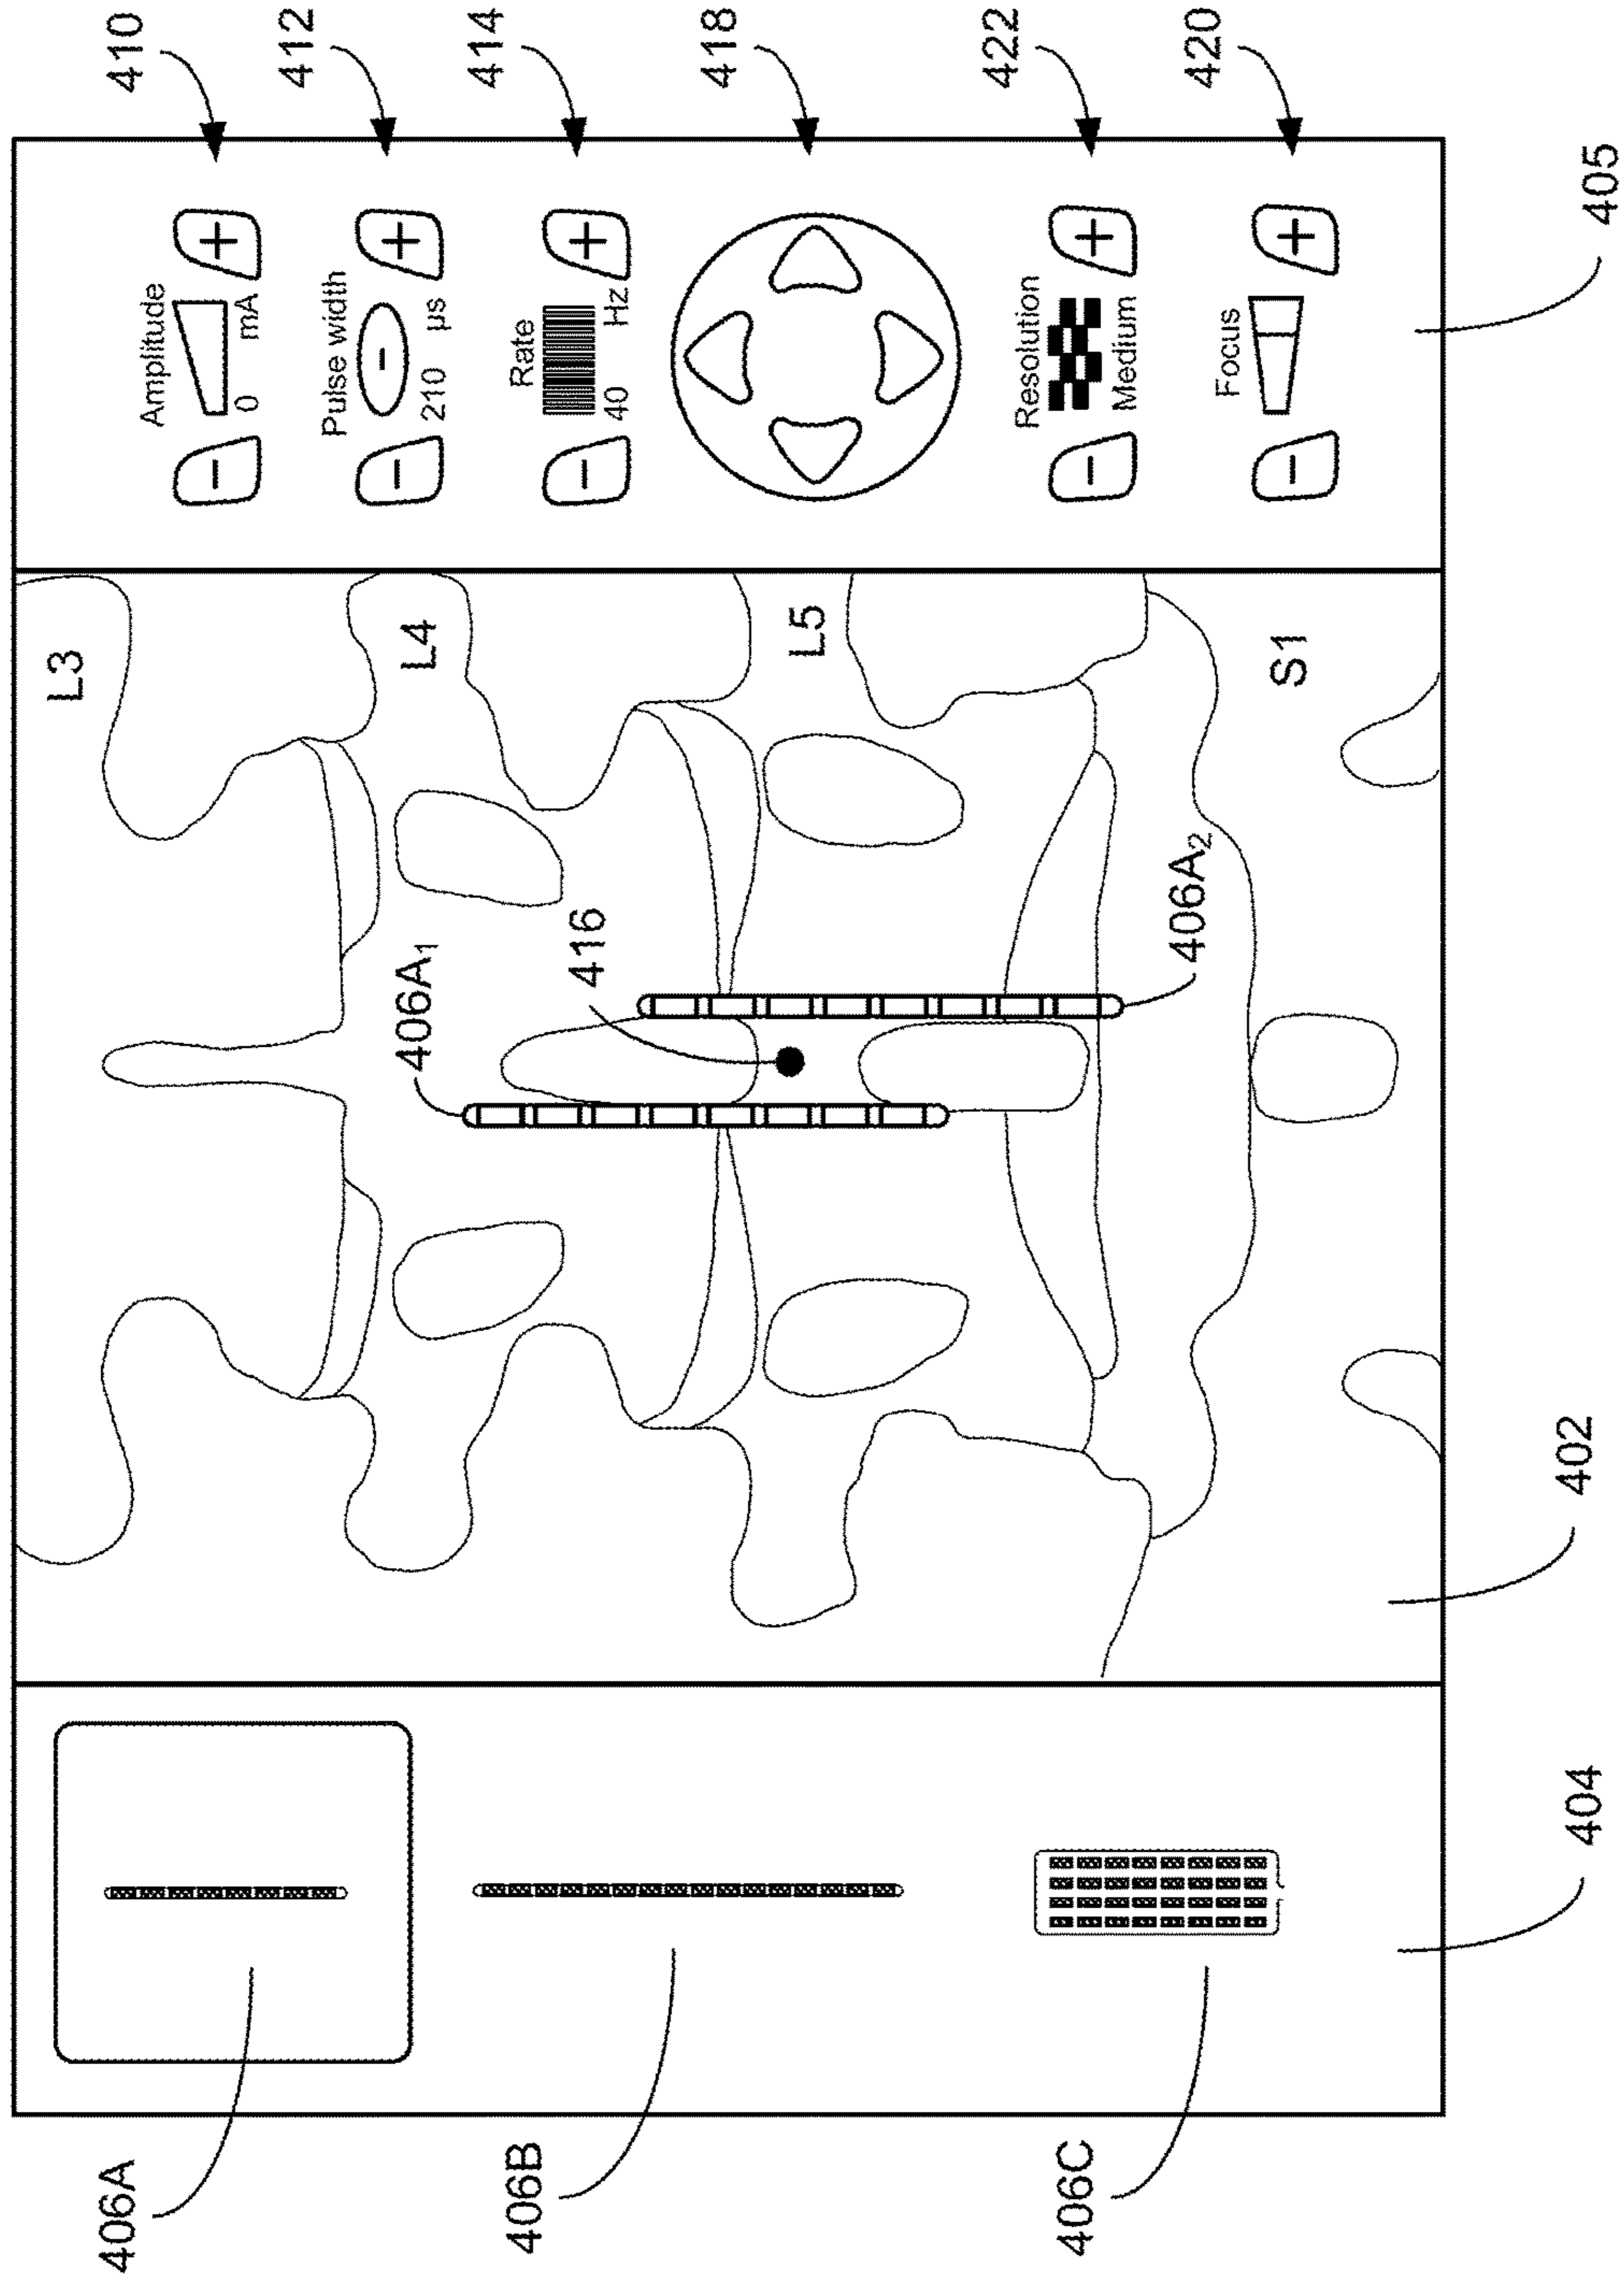 406A
406B
406C
404
402
L3
L4
L5
S1
406A₁
416
406A₂
Amplitude
− +
0 mA
Pulse width
− − +
210 µs
Rate
− +
40 Hz
Resolution
− +
Medium
Focus
− +
410
412
414
418
422
420
405